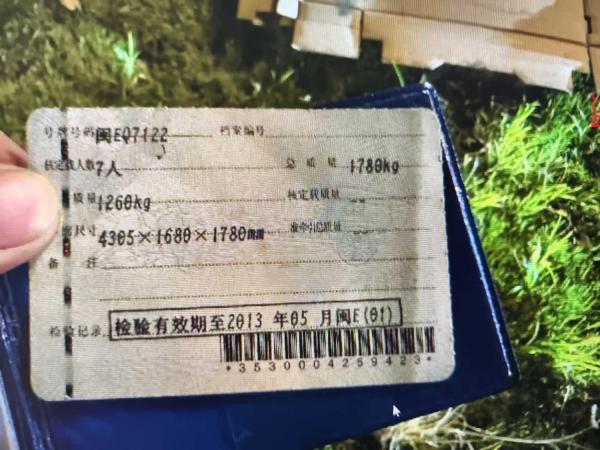 号牌号码 闽EQ7122 档案编号
核定载人数 7人 总质量 1780kg
质量 1260kg 核定载质量 --
尺寸 4305×1680×1780mm 准牵引总质量 --
备注
检验记录 检验有效期至2013 年05 月闽E(01)
*3530004259423*